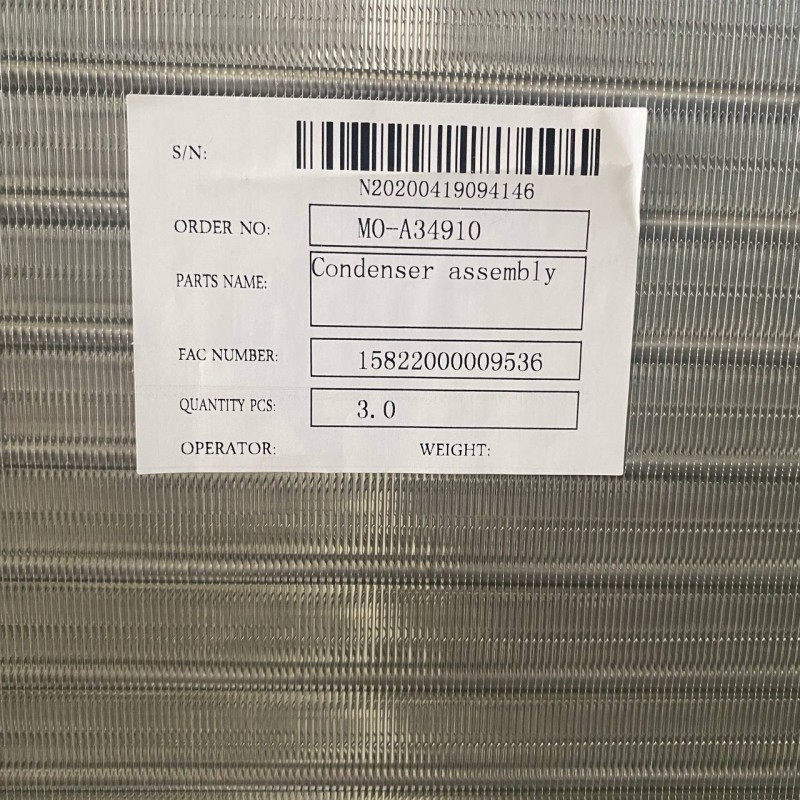 S/N:
N20200419094146
ORDER NO: MO-A34910
PARTS NAME: Condenser assembly
FAC NUMBER: 15822000009536
QUANTITY PCS: 3.0
OPERATOR: WEIGHT: